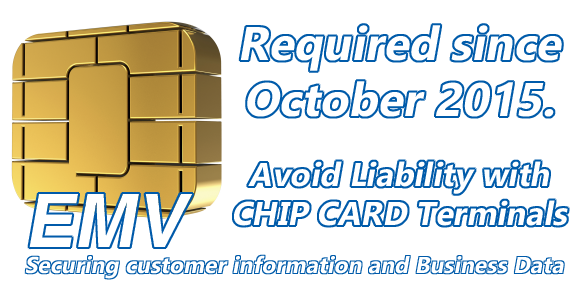 Required since
October 2015.
Avoid Liability with
CHIP CARD Terminals
EMV
Securing customer information and Business Data